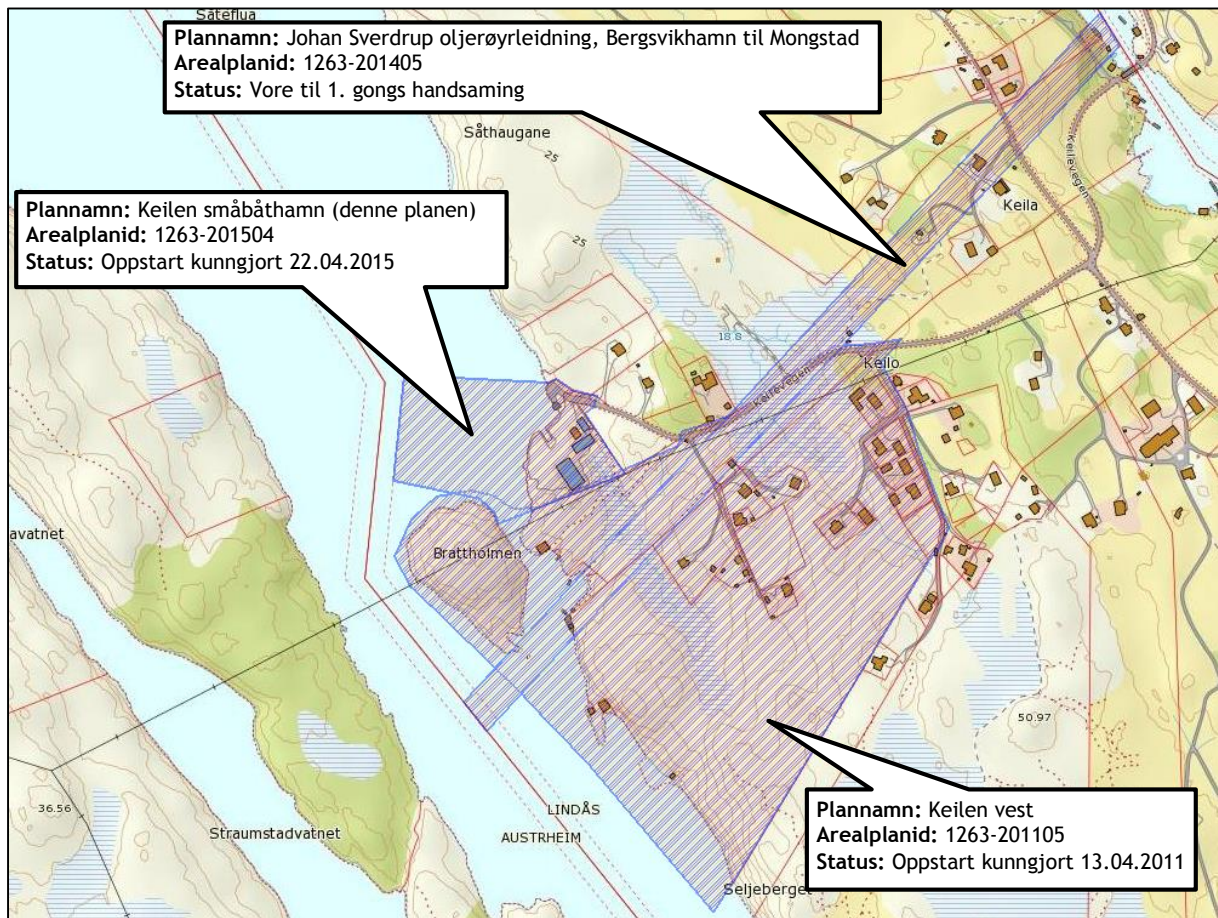 Såteflua
Plannamn: Johan Sverdrup oljerøyrleidning, Bergsvikhamn til Mongstad
Arealplanid: 1263-201405
Status: Vore til 1. gongs handsaming
Såthaugane
25
Keilevegen
Plannamn: Keilen småbåthamn (denne planen)
Arealplanid: 1263-201504
Status: Oppstart kunngjort 22.04.2015
Keila
25
18.8
Keilo
Keilevegen
avatnet
Brattholmen
50.97
36.56
LINDÅS
Straumstadvatnet
AUSTRHEIM
Plannamn: Keilen vest
Arealplanid: 1263-201105
Status: Oppstart kunngjort 13.04.2011
Seljeberget